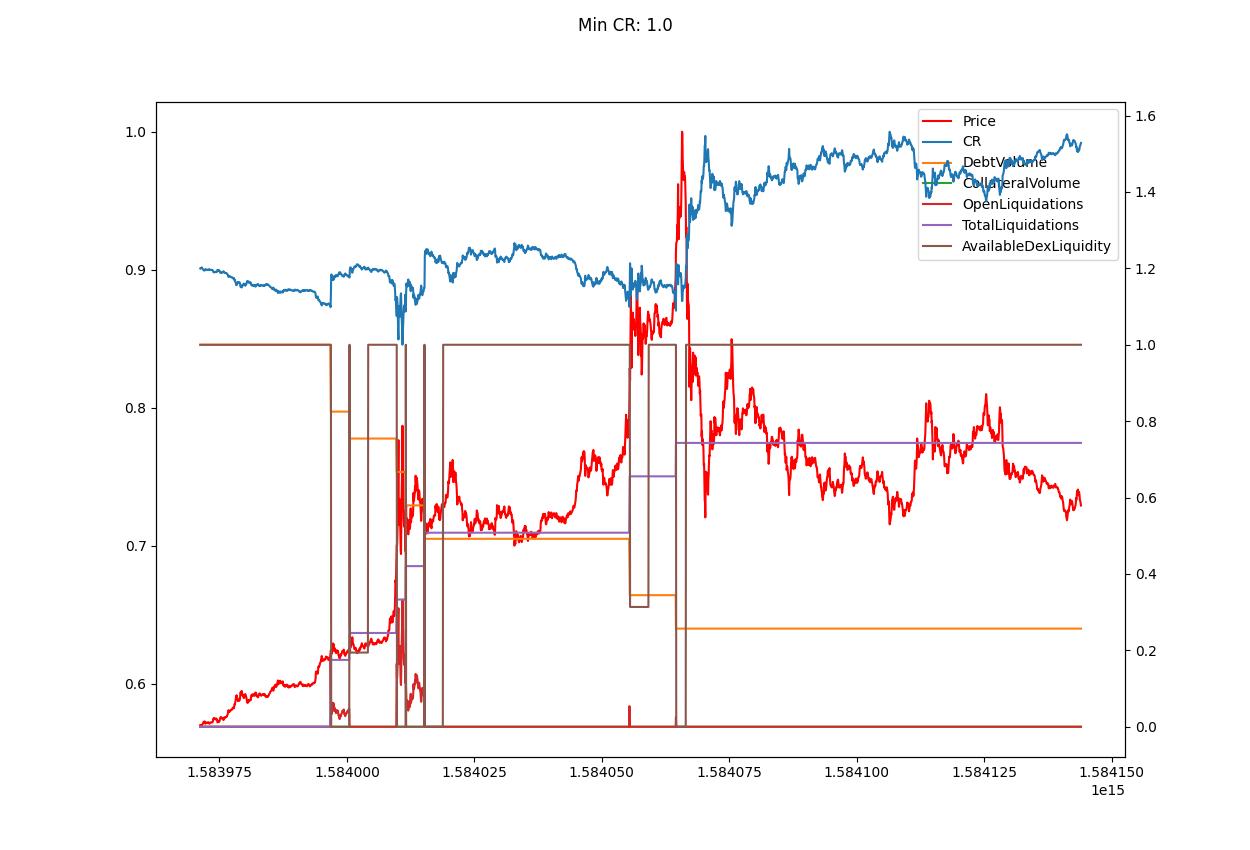 Min CR: 1.0
1.0
0.9
0.8
0.7
0.6
1.6
1.4
1.2
1.0
0.8
0.6
0.4
0.2
0.0
Price
CR
DebtVolume
CollateralVolume
OpenLiquidations
TotalLiquidations
AvailableDexLiquidity
1.583975 1.584000 1.584025 1.584050 1.584075 1.584100 1.584125 1.584150
1e15